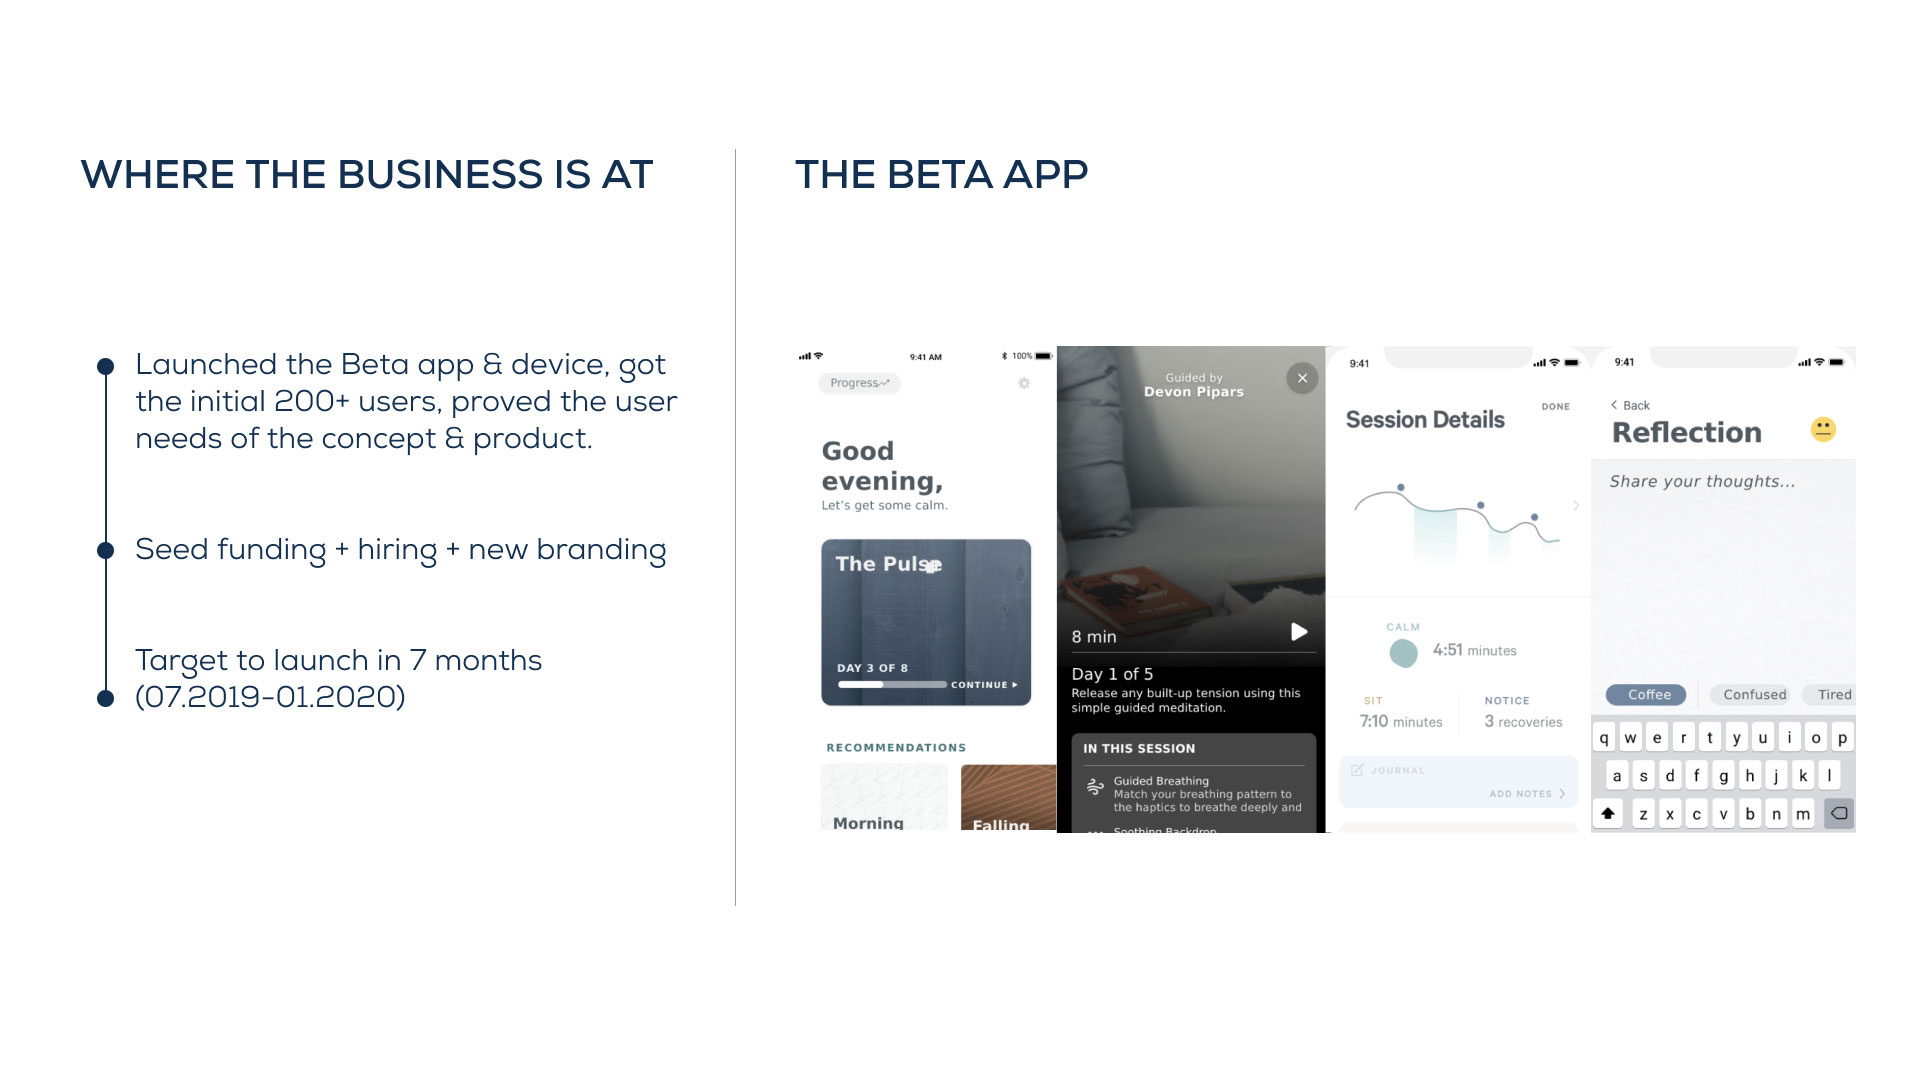 WHERE THE BUSINESS IS AT
Launched the Beta app & device, got
the initial 200+ users, proved the user
needs of the concept & product.
Seed funding + hiring + new branding
Target to launch in 7 months
(07.2019-01.2020)
THE BETA APP
9:41 AM
100%
Progress
Good
evening,
Let's get some calm.
The Pulse
DAY 3 OF 8
CONTINUE
RECOMMENDATIONS
Morning
Falling
Guided by
Devon Pipars
8 min
Day 1 of 5
Release any built-up tension using this
simple guided meditation.
IN THIS SESSION
Guided Breathing
Match your breathing pattern to
the haptics to breathe deeply and
Soothing Backdrop
9:41
DONE
Session Details
CALM
4:51 minutes
SIT
7:10 minutes
NOTICE
3 recoveries
JOURNAL
ADD NOTES
9:41
Back
Reflection
Share your thoughts...
Coffee
Confused
Tired
q w e r t y u i o p
a s d f g h j k l
z x c v b n m